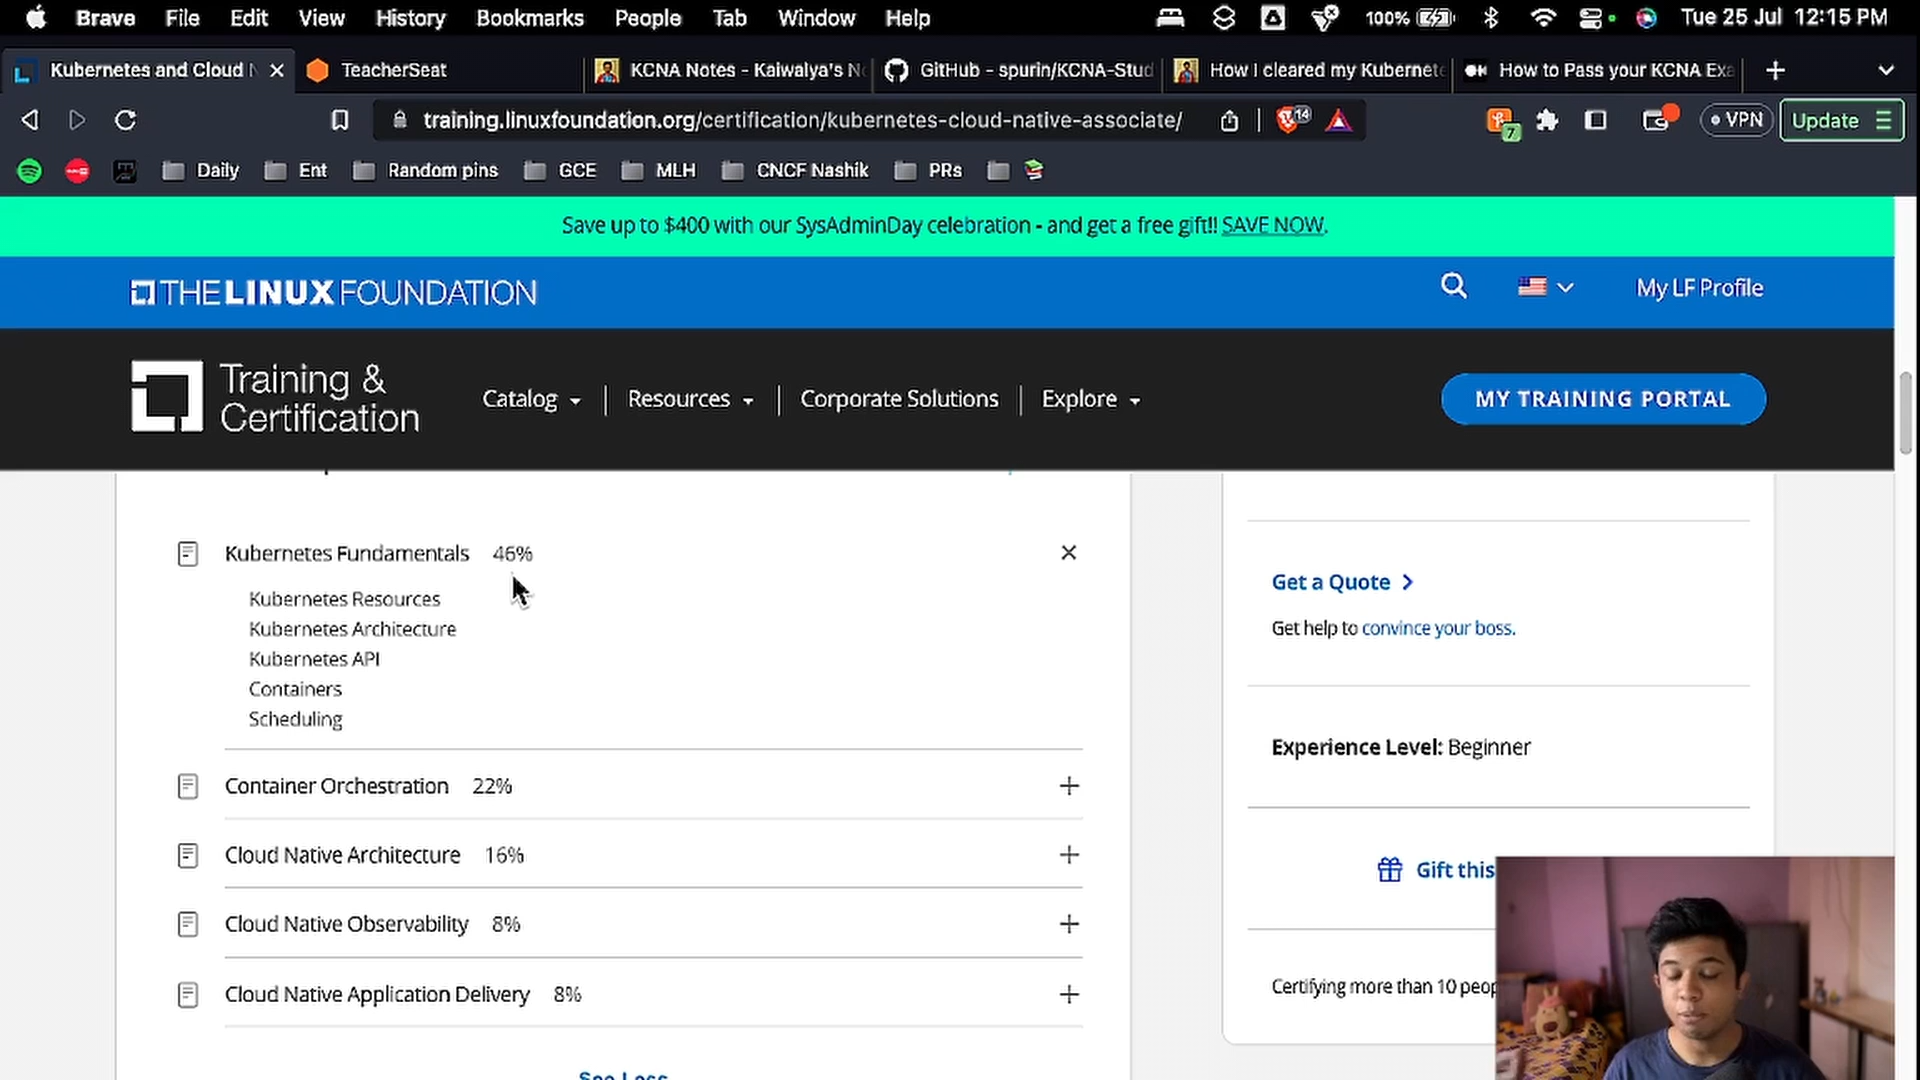 Brave File Edit View History Bookmarks People Tab Window Help 100% Tue 25 Jul 12:15 PM
Kubernetes and Cloud N TeacherSeat KCNA Notes - Kaiwalya's No GitHub - spurin/KCNA-Stud How I cleared my Kubernete How to Pass your KCNA Exa
training.linuxfoundation.org/certification/kubernetes-cloud-native-associate/ 14 7 VPN Update
Daily Ent Random pins GCE MLH CNCF Nashik PRs
Save up to $400 with our SysAdminDay celebration - and get a free gift!! SAVE NOW.
THE LINUX FOUNDATION
My LF Profile
Training &
Certification
Catalog Resources Corporate Solutions Explore
MY TRAINING PORTAL
Kubernetes Fundamentals 46%
Kubernetes Resources
Kubernetes Architecture
Kubernetes API
Containers
Scheduling
Container Orchestration 22%
Cloud Native Architecture 16%
Cloud Native Observability 8%
Cloud Native Application Delivery 8%
See Less
Get a Quote
Get help to convince your boss.
Experience Level: Beginner
Gift this
Certifying more than 10 peop